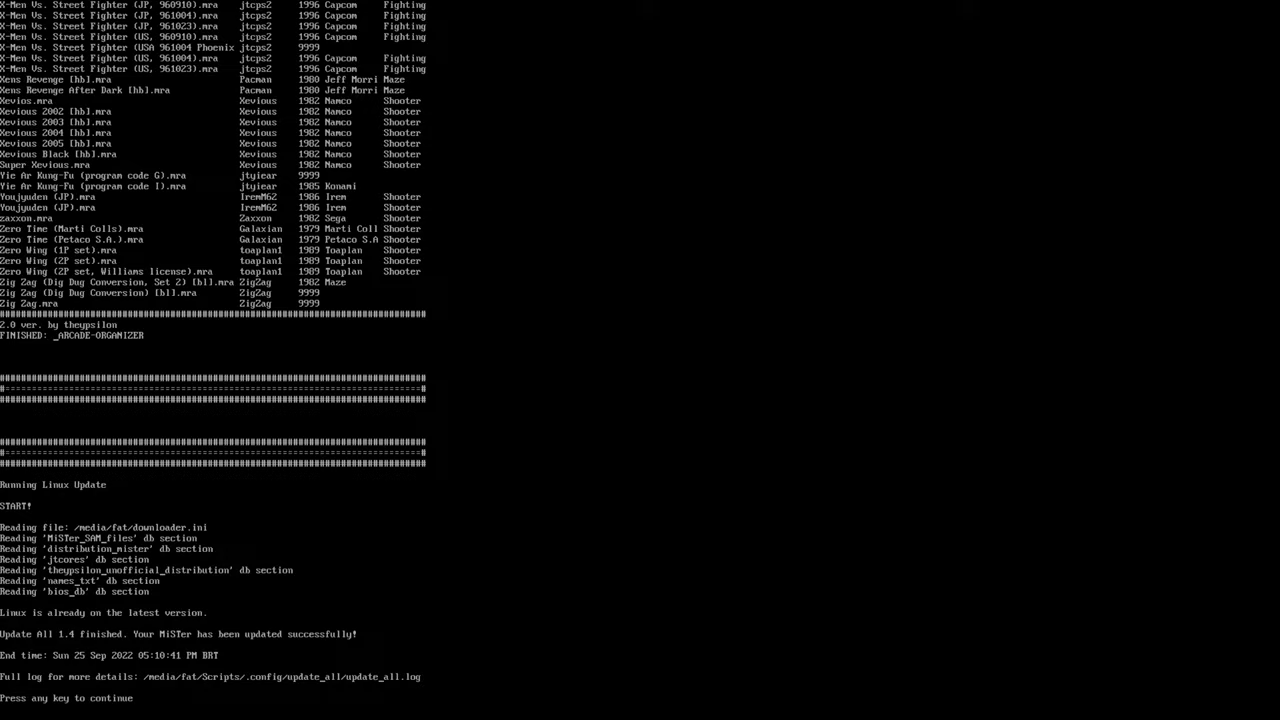 X-Men Vs. Street Fighter (JP, 960910).mra   jtcps2     1996 Capcom     Fighting
X-Men Vs. Street Fighter (JP, 961004).mra   jtcps2     1996 Capcom     Fighting
X-Men Vs. Street Fighter (JP, 961023).mra   jtcps2     1996 Capcom     Fighting
X-Men Vs. Street Fighter (US, 960910).mra   jtcps2     1996 Capcom     Fighting
X-Men Vs. Street Fighter (USA 961004 Phoenix jtcps2     9999
X-Men Vs. Street Fighter (US, 961004).mra   jtcps2     1996 Capcom     Fighting
X-Men Vs. Street Fighter (US, 961023).mra   jtcps2     1996 Capcom     Fighting
Xens Revenge [hb].mra                        Pacman     1980 Jeff Morri Maze
Xens Revenge After Dark [hb].mra             Pacman     1980 Jeff Morri Maze
Xevios.mra                                   Xevious    1982 Namco      Shooter
Xevious 2002 [hb].mra                        Xevious    1982 Namco      Shooter
Xevious 2003 [hb].mra                        Xevious    1982 Namco      Shooter
Xevious 2004 [hb].mra                        Xevious    1982 Namco      Shooter
Xevious 2005 [hb].mra                        Xevious    1982 Namco      Shooter
Xevious Black [hb].mra                       Xevious    1982 Namco      Shooter
Super Xevious.mra                            Xevious    1982 Namco      Shooter
Yie Ar Kung-Fu (program code G).mra          jtyiear    9999
Yie Ar Kung-Fu (program code I).mra          jtyiear    1985 Konami
Youjyuden (JP).mra                           IremM62    1986 Irem       Shooter
Youjyuden (JP).mra                           IremM62    1986 Irem       Shooter
zaxxon.mra                                   Zaxxon     1982 Sega       Shooter
Zero Time (Marti Colls).mra                  Galaxian   1979 Marti Coll Shooter
Zero Time (Petaco S.A.).mra                  Galaxian   1979 Petaco S.A Shooter
Zero Wing (1P set).mra                       toaplan1   1989 Toaplan    Shooter
Zero Wing (2P set).mra                       toaplan1   1989 Toaplan    Shooter
Zero Wing (2P set, Williams license).mra     toaplan1   1989 Toaplan    Shooter
Zig Zag (Dig Dug Conversion, Set 2) [bl].mra ZigZag     1982 Maze
Zig Zag (Dig Dug Conversion) [bl].mra        ZigZag     9999
Zig Zag.mra                                  ZigZag     9999
################################################################################
2.0 ver. by theypsilon
FINISHED: _ARCADE-ORGANIZER
################################################################################
#==============================================================================#
################################################################################
################################################################################
#==============================================================================#
################################################################################
Running Linux Update
START!
Reading file: /media/fat/downloader.ini
Reading 'MiSTer_SAM_files' db section
Reading 'distribution_mister' db section
Reading 'jtcores' db section
Reading 'theypsilon_unofficial_distribution' db section
Reading 'names_txt' db section
Reading 'bios_db' db section
Linux is already on the latest version.
Update All 1.4 finished. Your MiSTer has been updated successfully!
End time: Sun 25 Sep 2022 05:10:41 PM BRT
Full log for more details: /media/fat/Scripts/.config/update_all/update_all.log
Press any key to continue